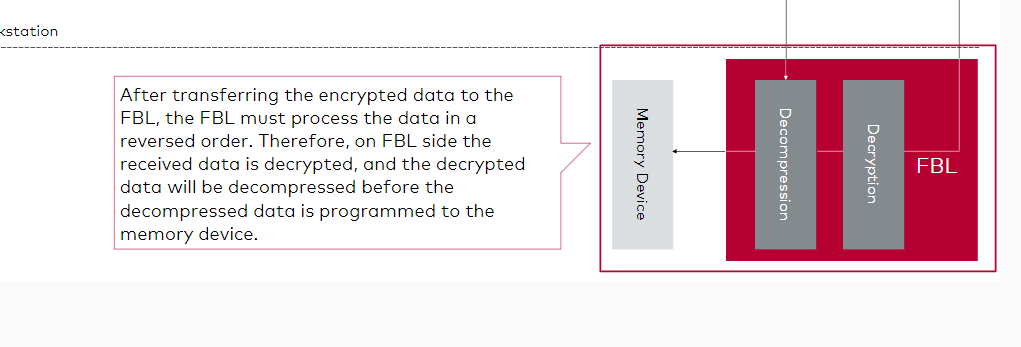 kstation
After transferring the encrypted data to the
FBL, the FBL must process the data in a
reversed order. Therefore, on FBL side the
received data is decrypted, and the decrypted
data will be decompressed before the
decompressed data is programmed to the
memory device.
Memory Device
Decompression
Decryption
FBL